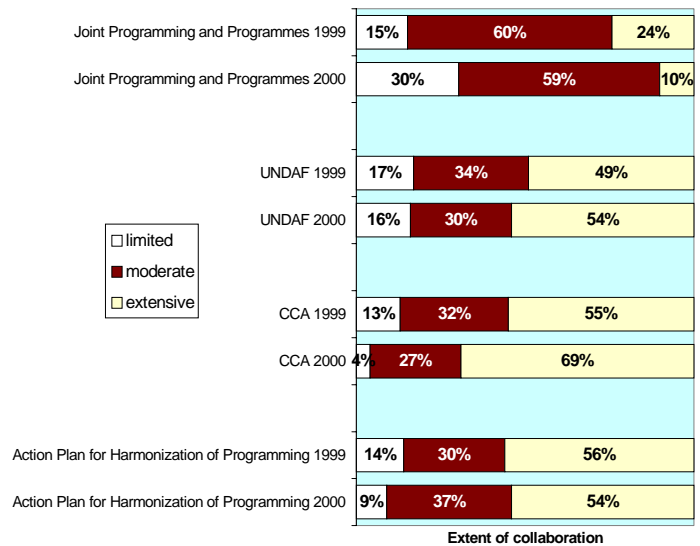 Joint Programming and Programmes 1999 15% 60% 24%
Joint Programming and Programmes 2000 30% 59% 10%
UNDAF 1999 17% 34% 49%
UNDAF 2000 16% 30% 54%
limited
moderate
extensive
CCA 1999 13% 32% 55%
CCA 2000 4% 27% 69%
Action Plan for Harmonization of Programming 1999 14% 30% 56%
Action Plan for Harmonization of Programming 2000 9% 37% 54%
Extent of collaboration